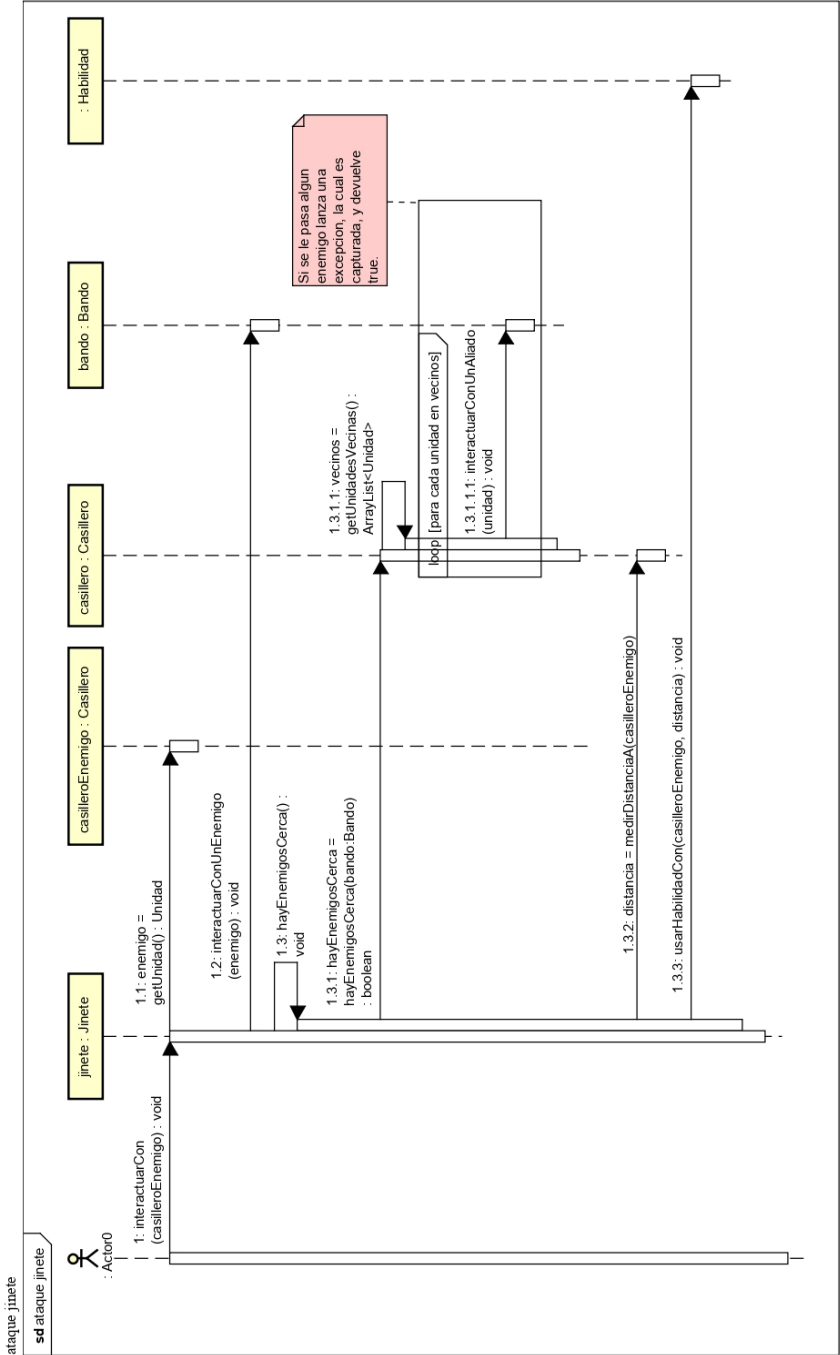 ataque jinete
sd ataque jinete
: Actor0
jinete : Jinete
casilleroEnemigo : Casillero
casillero : Casillero
bando : Bando
: Habilidad
1: interactuarCon
(casilleroEnemigo) : void
1.1: enemigo =
getUnidad() : Unidad
1.2: interactuarConUnEnemigo
(enemigo) : void
1.3: hayEnemigosCerca() :
void
1.3.1: hayEnemigosCerca =
hayEnemigosCerca(bando:Bando)
: boolean
1.3.1.1: vecinos =
getUnidadesVecinas() :
ArrayList<Unidad>
Si se le pasa algun
enemigo lanza una
excepcion, la cual es
capturada, y devuelve
true.
loop [para cada unidad en vecinos]
1.3.1.1.1: interactuarConUnAliado
(unidad) : void
1.3.2: distancia = medirDistanciaA(casilleroEnemigo)
1.3.3: usarHabilidadCon(casilleroEnemigo, distancia) : void